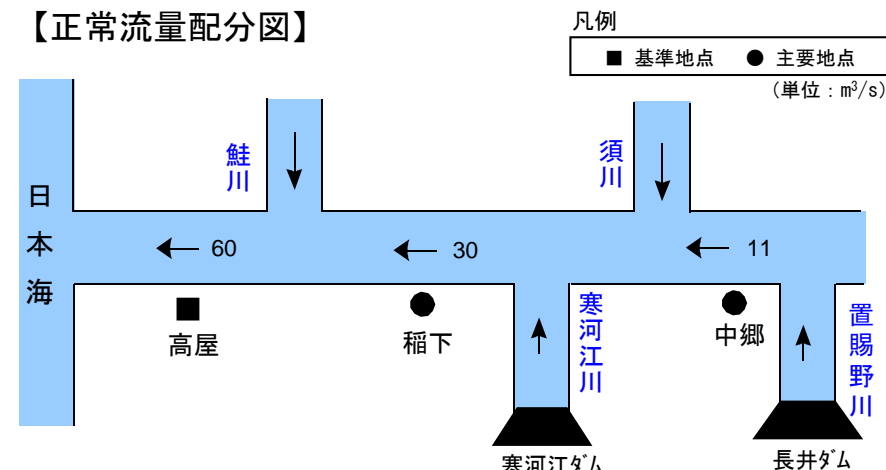 【正常流量配分図】
凡例
■ 基準地点 ● 主要地点
(単位：m³/s)
鮭川
須川
日本海
← 60
← 30
← 11
高屋
稲下
寒河江川
中郷
置賜野川
寒河江ﾀﾞﾑ
長井ﾀﾞﾑ